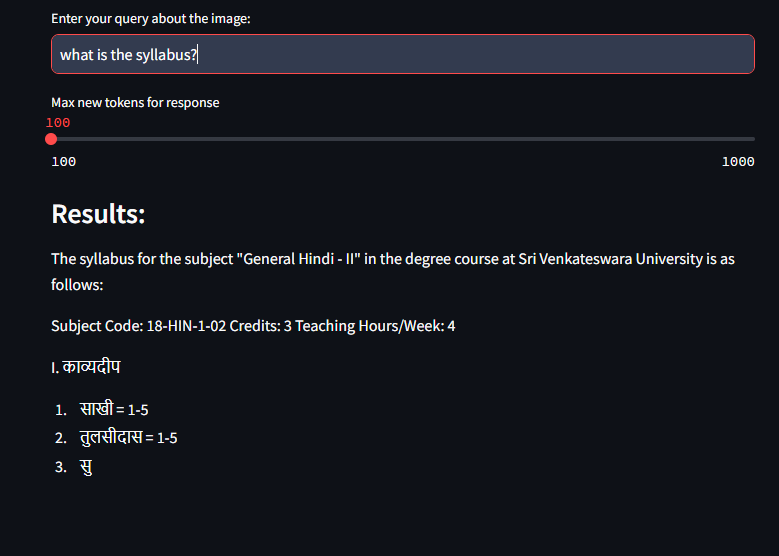 Enter your query about the image:
what is the syllabus?
Max new tokens for response
100
100 1000
Results:
The syllabus for the subject "General Hindi - II" in the degree course at Sri Venkateswara University is as
follows:
Subject Code: 18-HIN-1-02 Credits: 3 Teaching Hours/Week: 4
I. काव्यदीप
1. साखी = 1-5
2. तुलसीदास = 1-5
3. सु